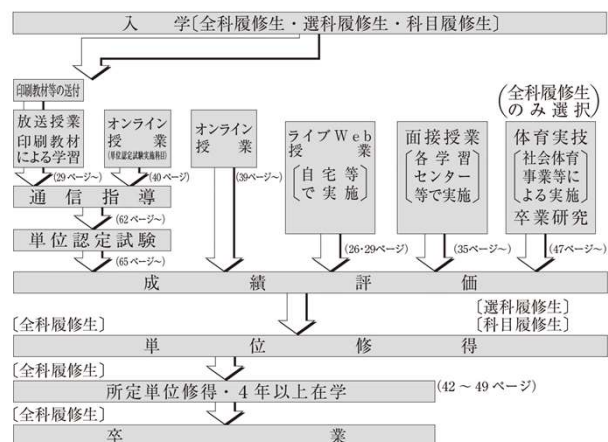 入学〔全科履修生・選科履修生・科目履修生〕
印刷教材等の送付
放送授業
印刷教材
による学習
オンライン
授業
(単位認定試験実施科目)
オンライン
授業
ライブWeb
授業
〔自宅等で実施〕
面接授業
〔各学習センター等で実施〕
(全科履修生のみ選択)
体育実技
〔社会体育事業等による実施〕
卒業研究
(29ページ～)
(40ページ)
(39ページ～)
(26・29ページ)
(35ページ～)
(47ページ～)
通信指導
(62ページ～)
単位認定試験
(65ページ～)
成績評価
〔全科履修生〕
〔選科履修生〕
〔科目履修生〕
単位修得
〔全科履修生〕
所定単位修得・4年以上在学
(42～49ページ)
〔全科履修生〕
卒業